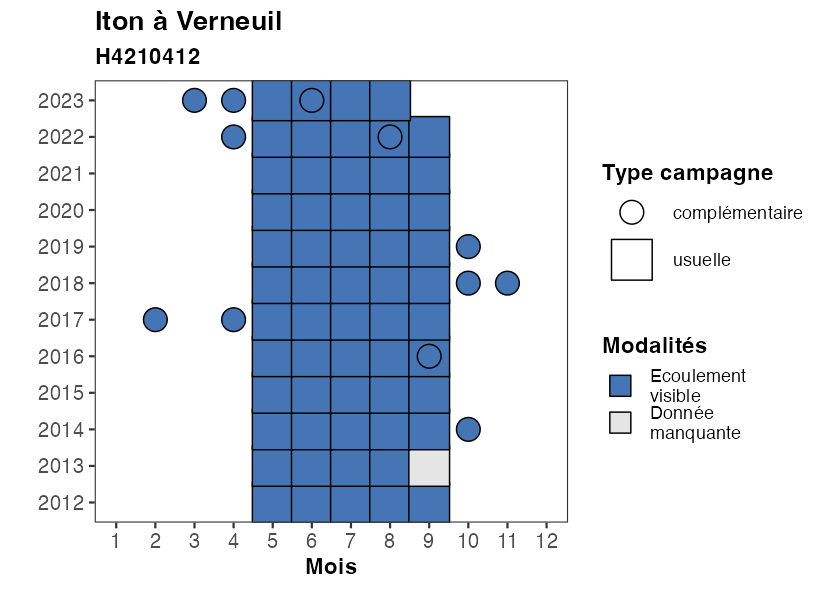 Iton à Verneuil
H4210412
2023
2022
2021
2020
2019
2018
2017
2016
2015
2014
2013
2012
1 2 3 4 5 6 7 8 9 10 11 12
Mois
Type campagne
complémentaire
usuelle
Modalités
Ecoulement
visible
Donnée
manquante